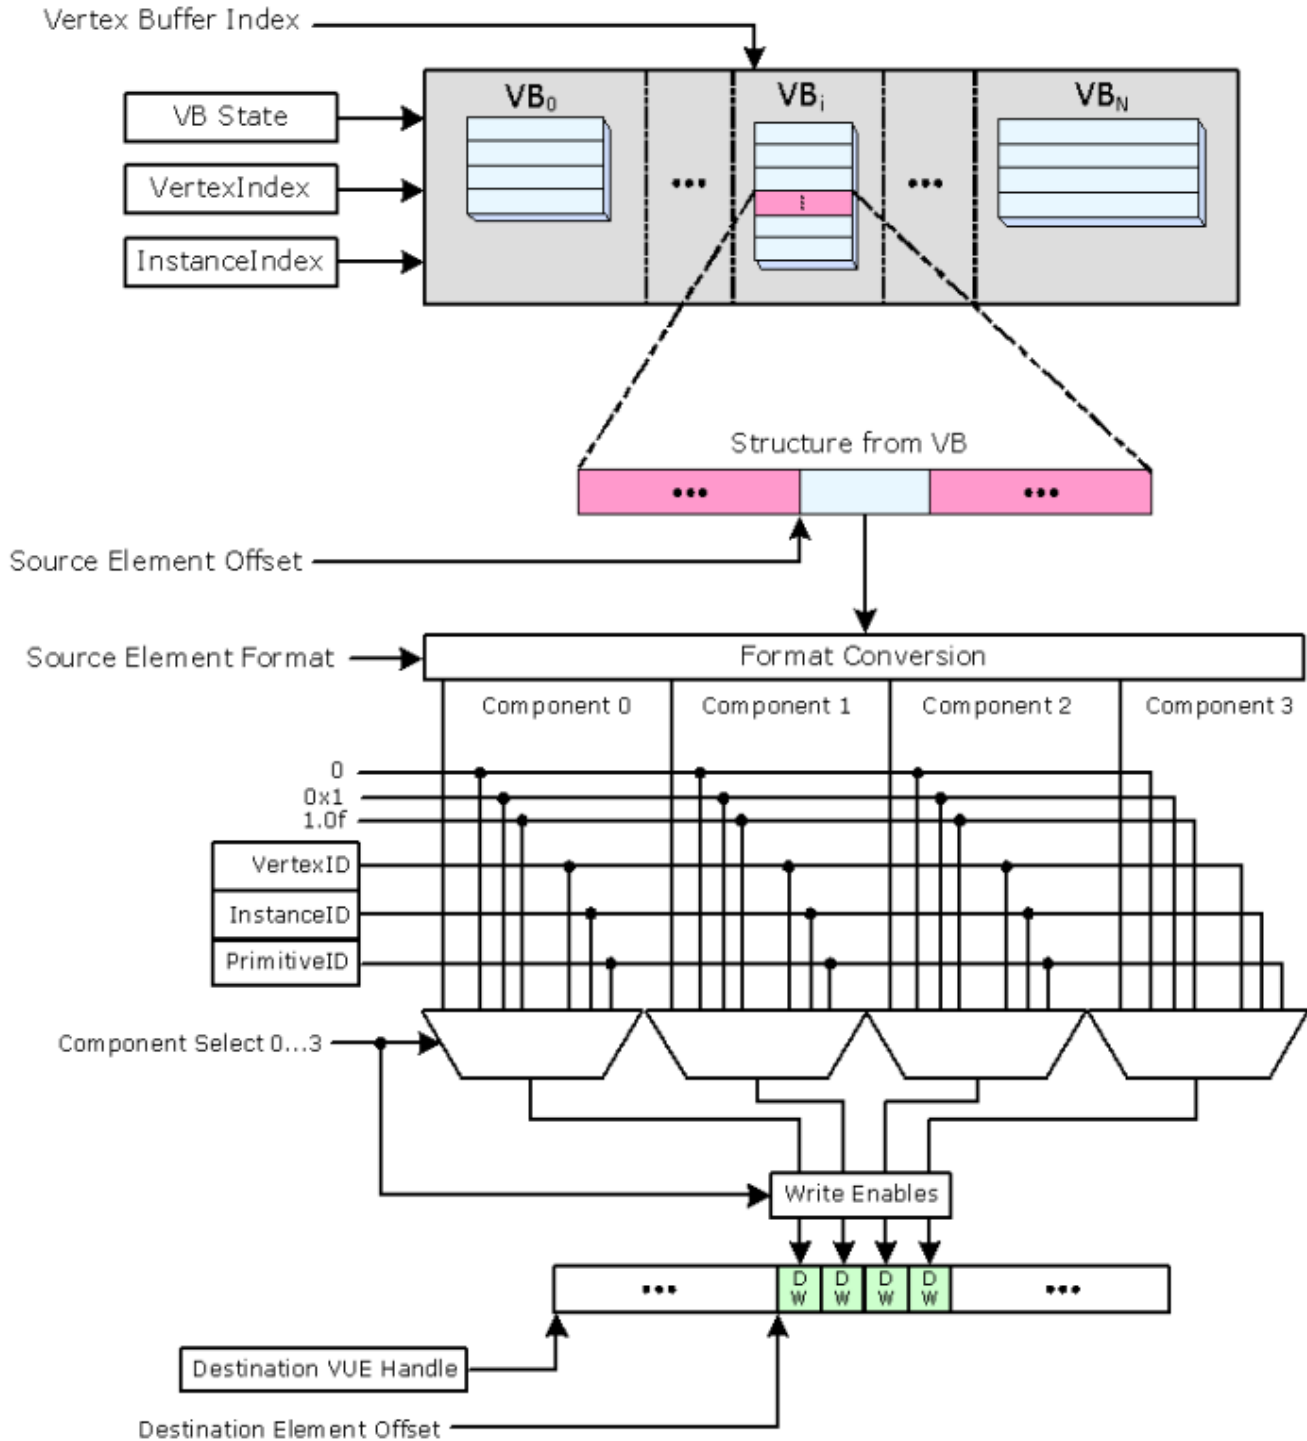 Vertex Buffer Index
VB State
VertexIndex
InstanceIndex
VB0
...
VBi
...
VBN
...
Structure from VB
...
...
Source Element Offset
Source Element Format
Format Conversion
Component 0
Component 1
Component 2
Component 3
0
0x1
1.0f
VertexID
InstanceID
PrimitiveID
Component Select 0...3
Write Enables
...
D
W
D
W
D
W
D
W
...
Destination VUE Handle
Destination Element Offset